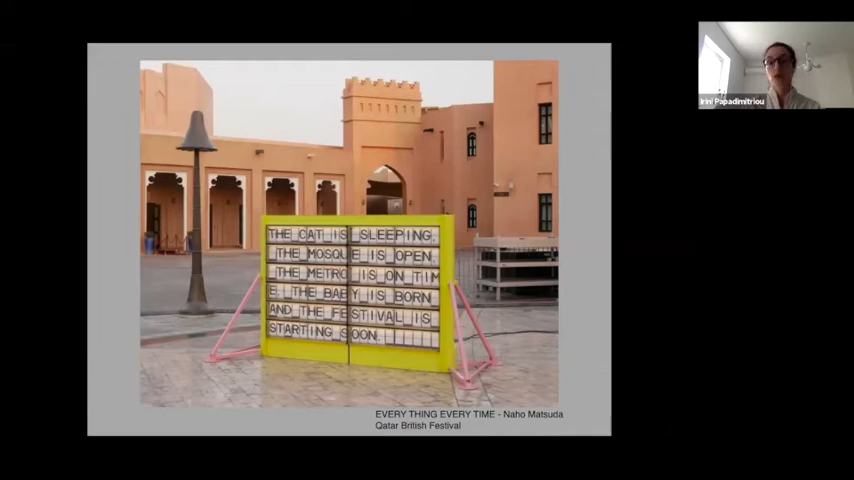 Irini Papadimitriou
THE CAT IS SLEEPING.
THE MOSQUE IS OPEN.
THE METRO IS ON TIM
E. THE BABY IS BORN
AND THE FESTIVAL IS
STARTING SOON.
EVERY THING EVERY TIME - Naho Matsuda
Qatar British Festival